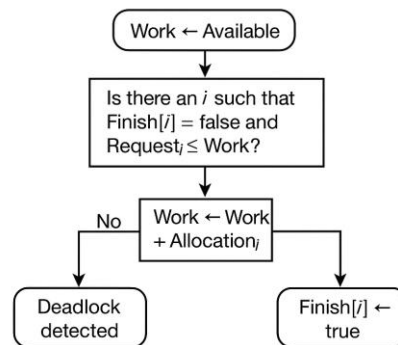 Work ← Available
Is there an i such that
Finish[i] = false and
Requestᵢ ≤ Work?
No
Work ← Work
+ Allocationᵢ
Deadlock
detected
Finish[i] ←
true